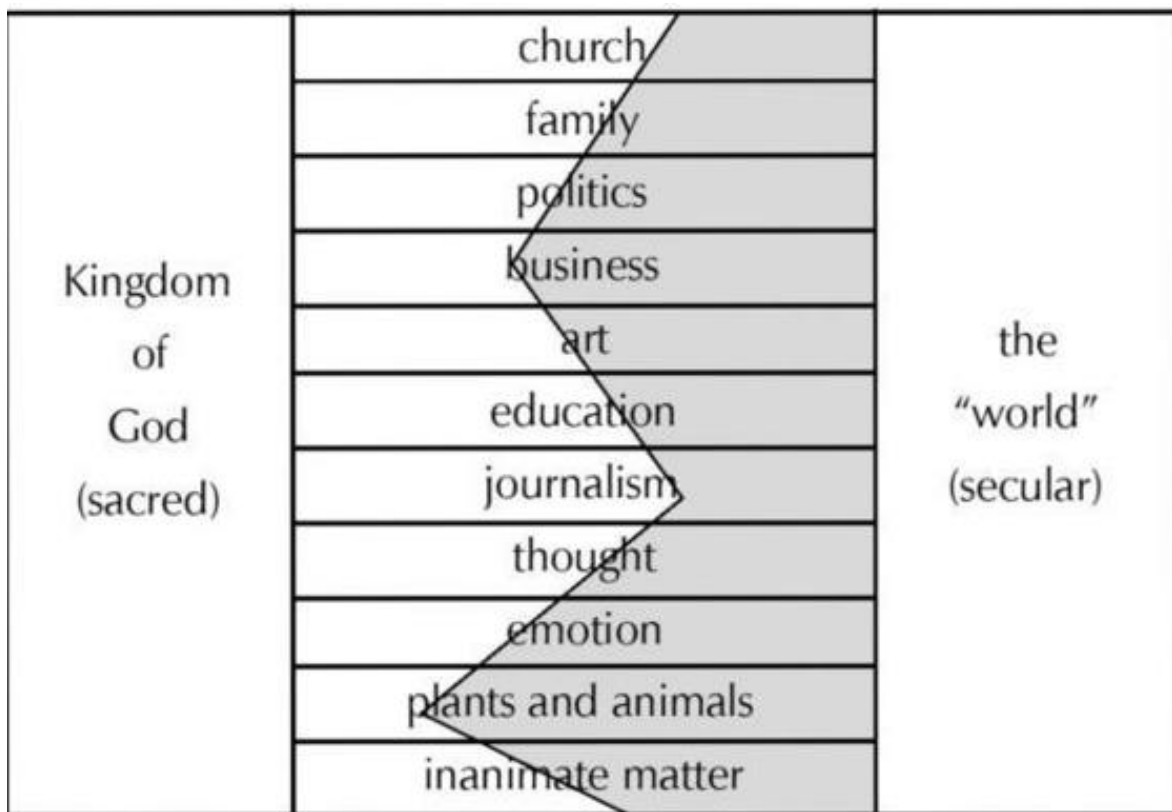 Kingdom
of
God
(sacred)
church
family
politics
business
art
education
journalism
thought
emotion
plants and animals
inanimate matter
the
“world”
(secular)